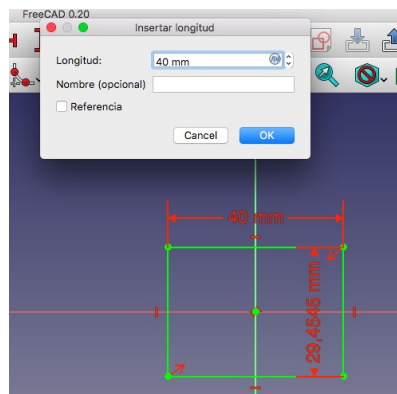 FreeCAD 0.20
Insertar longitud
Longitud:
40 mm
Nombre (opcional)
Referencia
Cancel
OK
40 mm
29,4545 mm